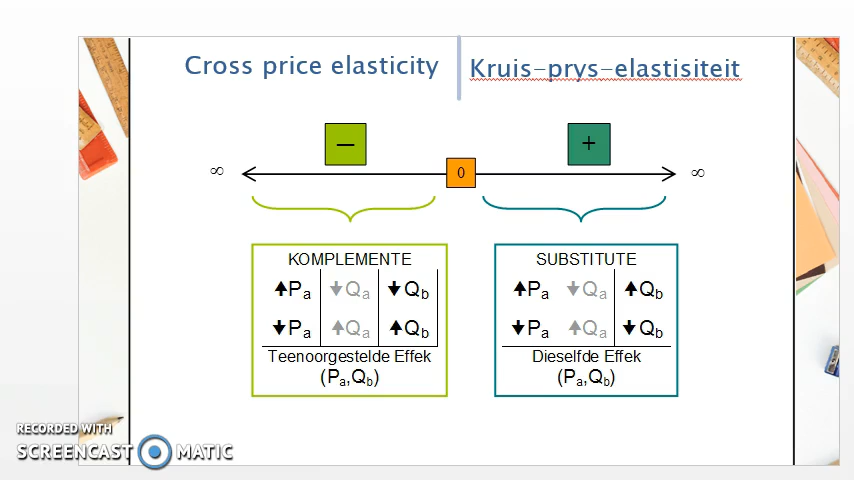 Cross price elasticity
Kruis-prys-elastisiteit
−
+
∞
0
∞
KOMPLEMENTE
↑Pa ↓Qa ↓Qb
↓Pa ↑Qa ↑Qb
Teenoorgestelde Effek
(Pa,Qb)
SUBSTITUTE
↑Pa ↓Qa ↑Qb
↓Pa ↑Qa ↓Qb
Dieselfde Effek
(Pa,Qb)
RECORDED WITH
SCREENCAST MATIC